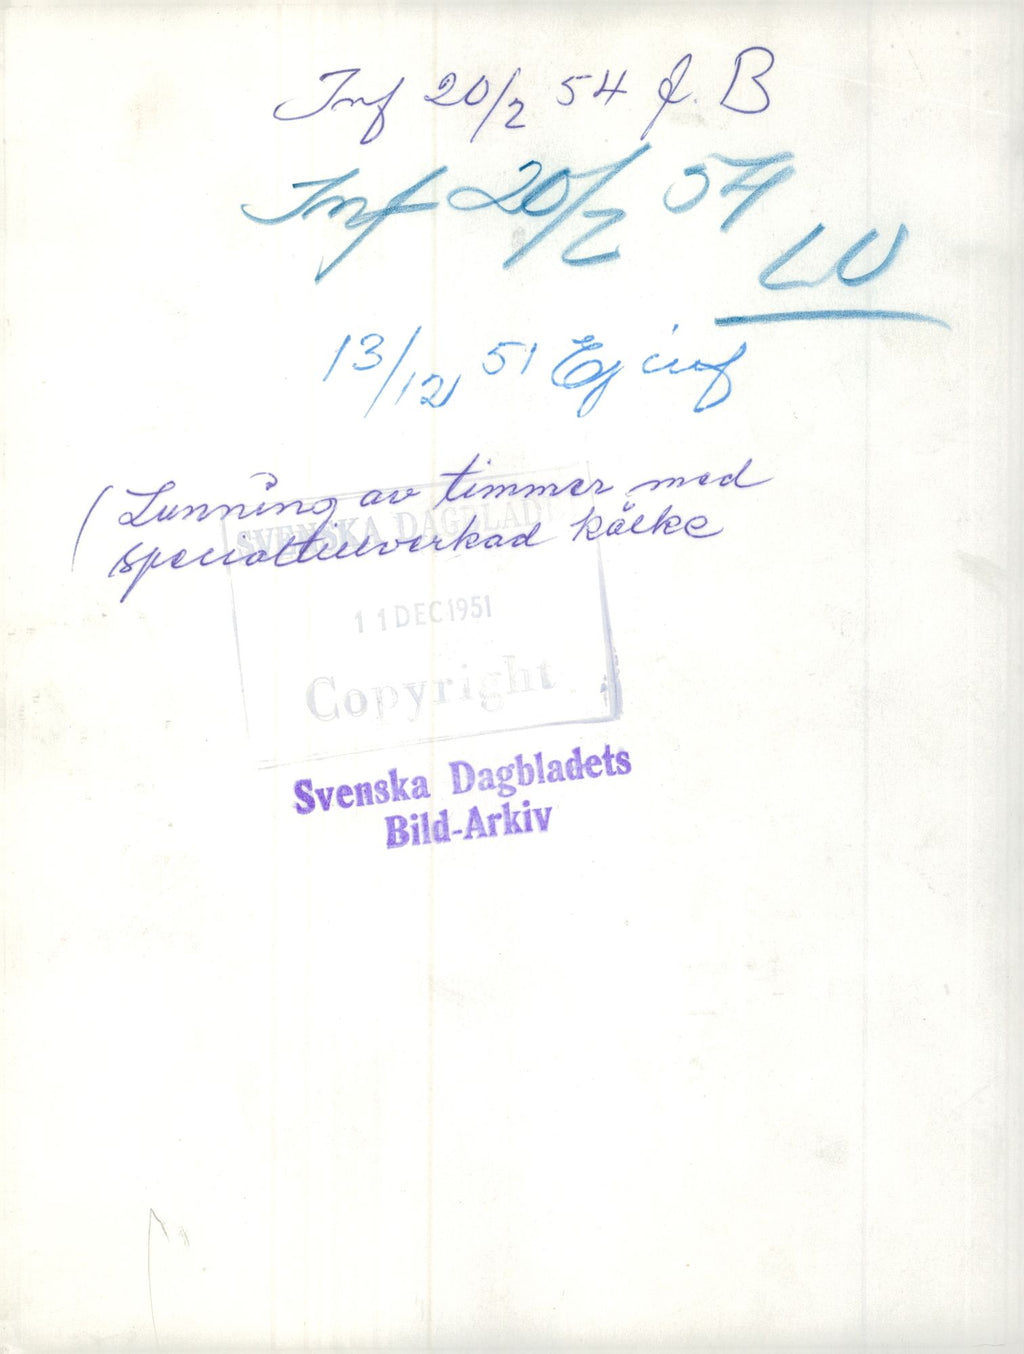 Inf 20/2 54 f. B
Inf 20/2 54
LU
13/12 51 Ej inf
(Lunning av timmer med
specialtillverkad kälke
SVENSKA DAGBLADET
11 DEC 1951
Copyright
Svenska Dagbladets
Bild-Arkiv